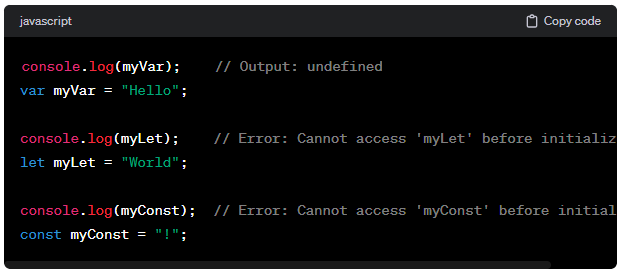 javascript
Copy code
console.log(myVar);    // Output: undefined
var myVar = "Hello";
console.log(myLet);    // Error: Cannot access 'myLet' before initializ
let myLet = "World";
console.log(myConst);  // Error: Cannot access 'myConst' before initial
const myConst = "!";